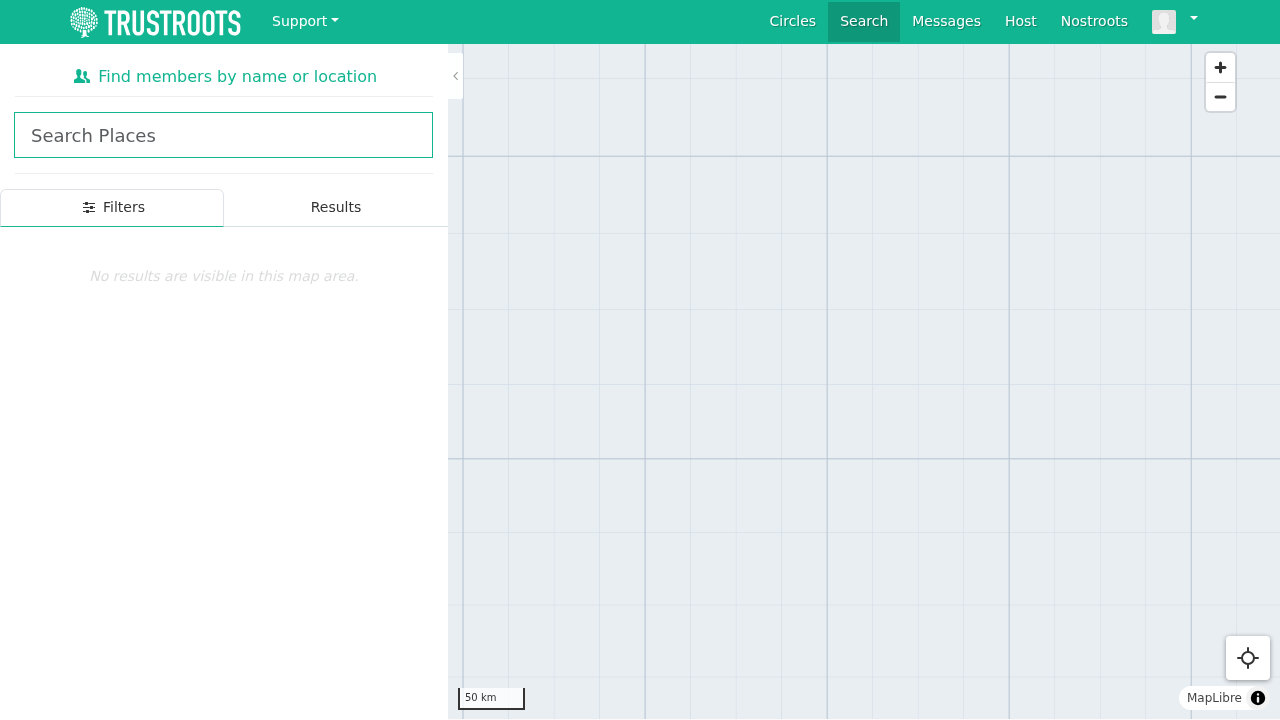 TRUSTROOTS Support Circles Search Messages Host Nostroots
Find members by name or location
Search Places
Filters Results
No results are visible in this map area.
50 km
MapLibre